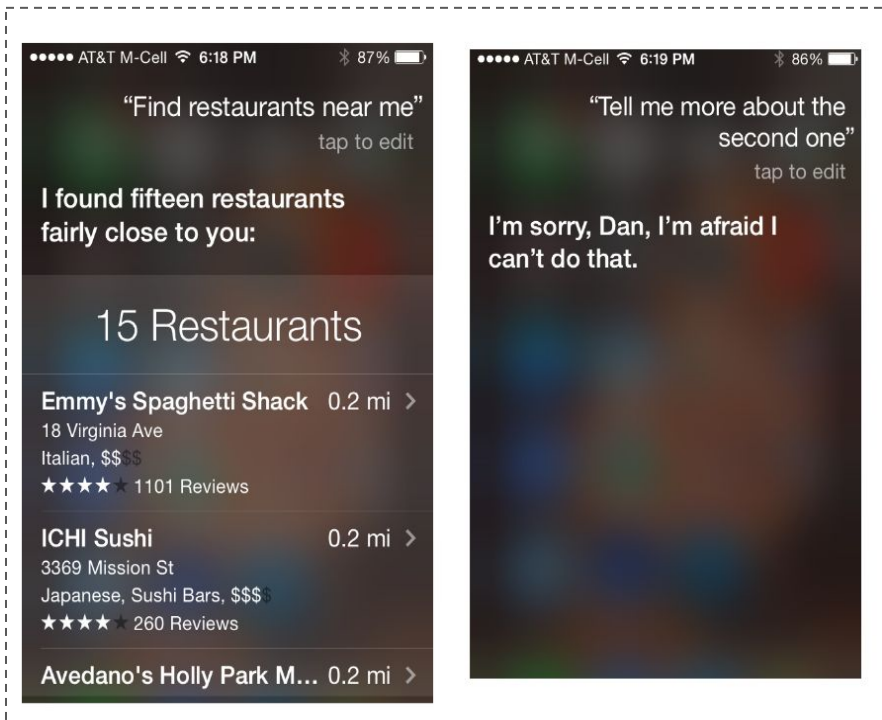 ●●●●● AT&T M-Cell 6:18 PM 87%
“Find restaurants near me”
tap to edit
I found fifteen restaurants
fairly close to you:
15 Restaurants
Emmy's Spaghetti Shack 0.2 mi >
18 Virginia Ave
Italian, $$$$
★★★★★ 1101 Reviews
ICHI Sushi 0.2 mi >
3369 Mission St
Japanese, Sushi Bars, $$$$
★★★★★ 260 Reviews
Avedano's Holly Park M... 0.2 mi >
●●●●● AT&T M-Cell 6:19 PM 86%
“Tell me more about the
second one”
tap to edit
I'm sorry, Dan, I'm afraid I
can't do that.